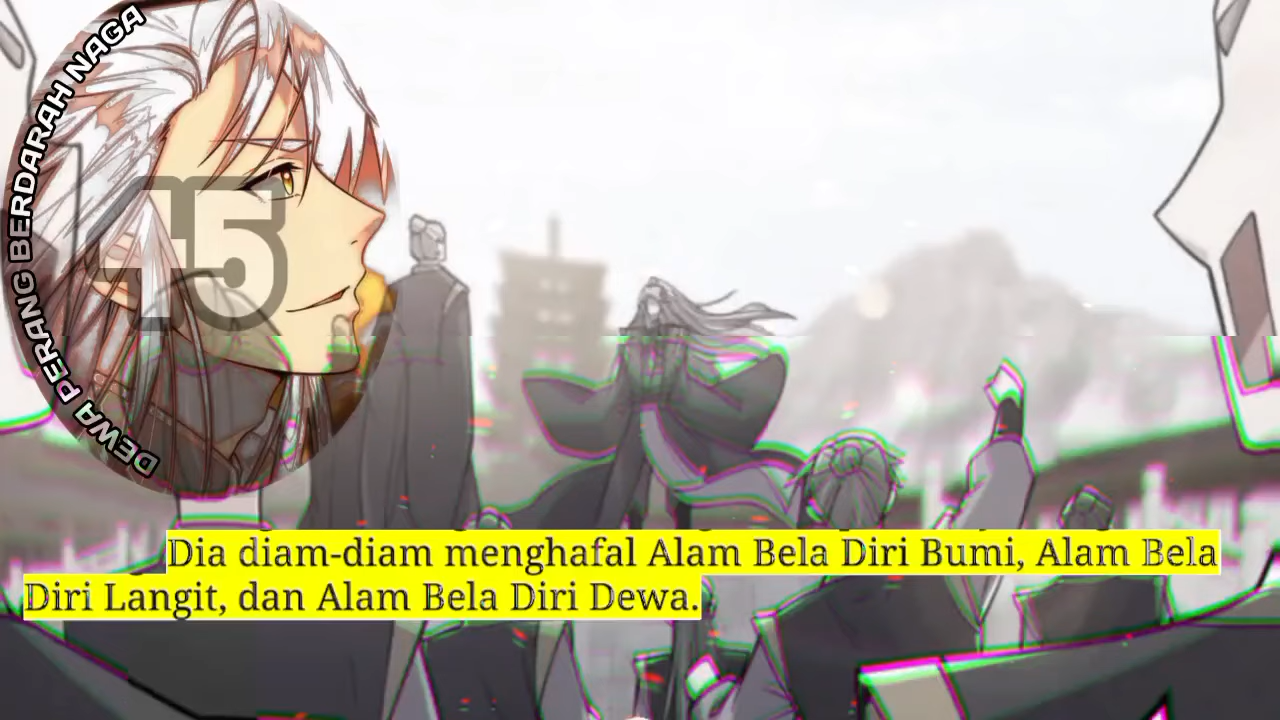 DEWA PERANG BERDARAH NAGA
45
Dia diam-diam menghafal Alam Bela Diri Bumi, Alam Bela
Diri Langit, dan Alam Bela Diri Dewa.